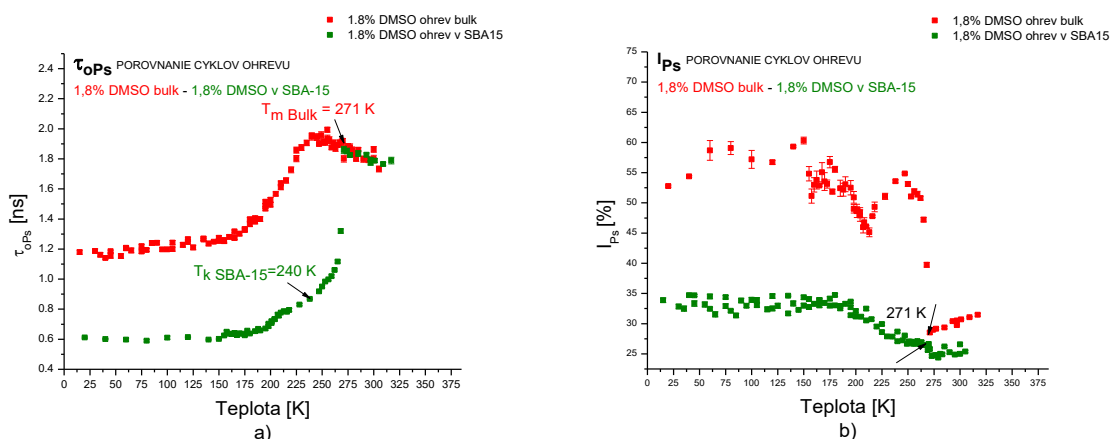 1.8% DMSO ohrev bulk
1.8% DMSO ohrev v SBA15
τoPs POROVNANIE CYKLOV OHREVU
1,8% DMSO bulk - 1,8% DMSO v SBA-15
Tm Bulk = 271 K
Tk SBA-15=240 K
τoPs [ns]
2.4
2.2
2.0
1.8
1.6
1.4
1.2
1.0
0.8
0.6
0.4
0 25 50 75 100 125 150 175 200 225 250 275 300 325 350 375
Teplota [K]
a)
1,8% DMSO ohrev bulk
1,8% DMSO ohrev v SBA15
IPs POROVNANIE CYKLOV OHREVU
1,8% DMSO bulk - 1,8% DMSO v SBA-15
271 K
IPs [%]
75
70
65
60
55
50
45
40
35
30
25
0 25 50 75 100 125 150 175 200 225 250 275 300 325 350 375
Teplota [K]
b)